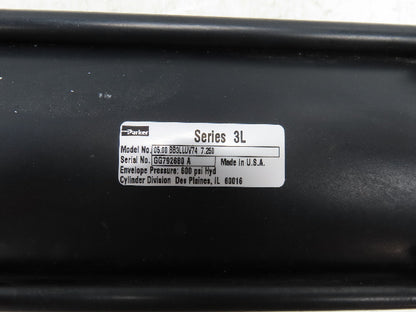 Parker
Series 3L
Model No. 05.00 BB3LLUV74 7.250
Serial No. GG792680 A Made in U.S.A.
Envelope Pressure: 600 psi Hyd
Cylinder Division Des Plaines, IL 60016